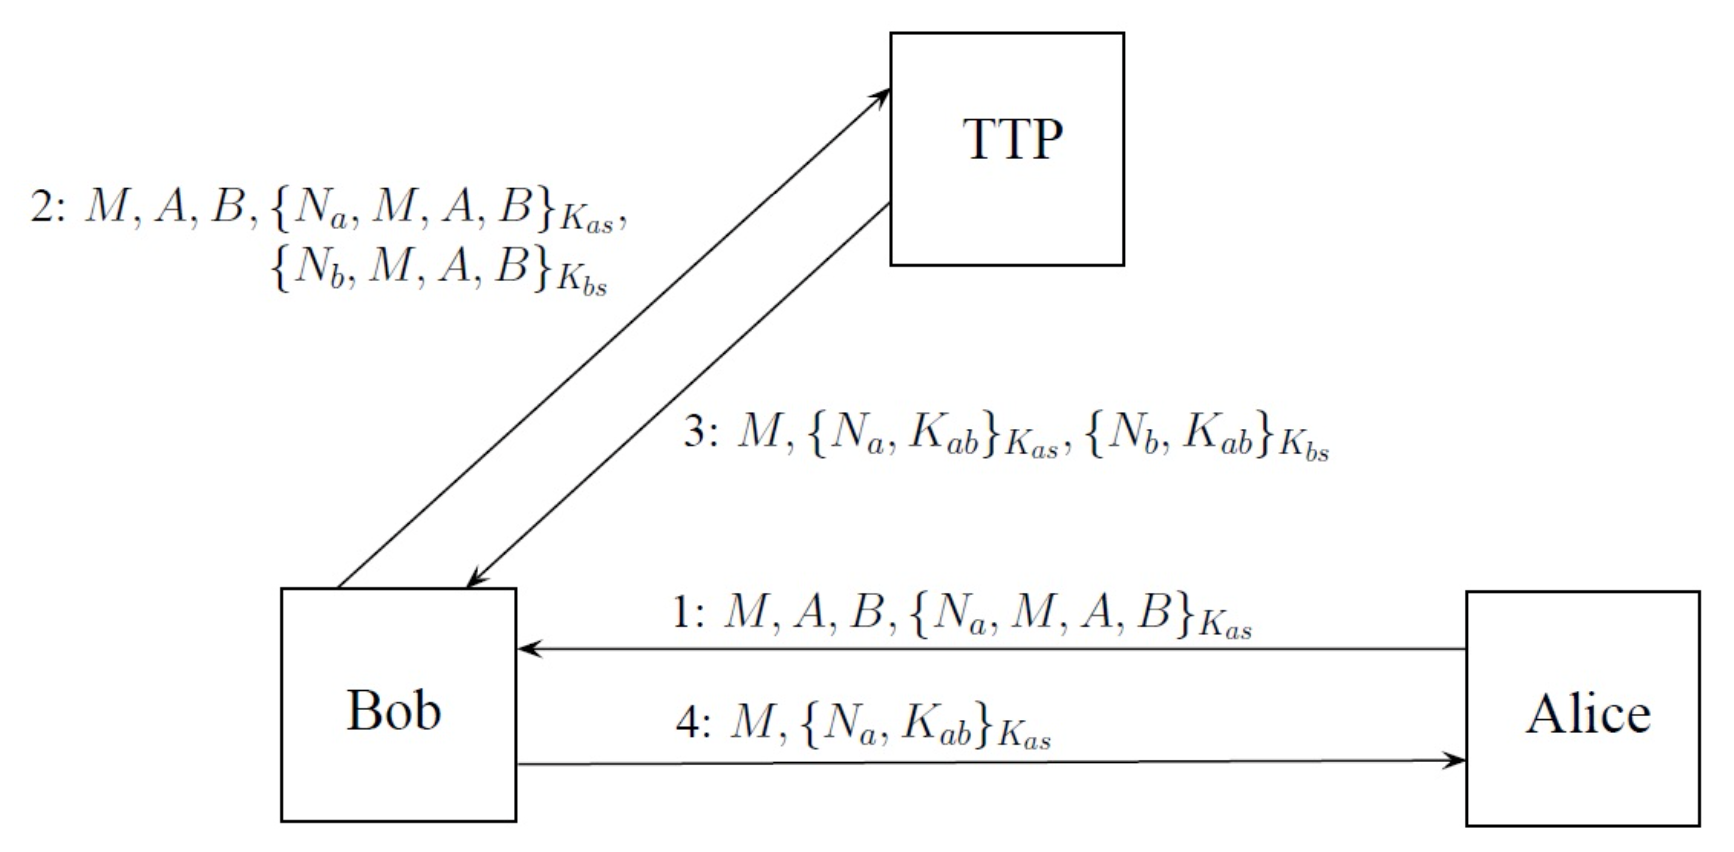 TTP
2: M, A, B, {N_a, M, A, B}_{K_{as}},
{N_b, M, A, B}_{K_{bs}}
3: M, {N_a, K_{ab}}_{K_{as}}, {N_b, K_{ab}}_{K_{bs}}
1: M, A, B, {N_a, M, A, B}_{K_{as}}
Bob
Alice
4: M, {N_a, K_{ab}}_{K_{as}}